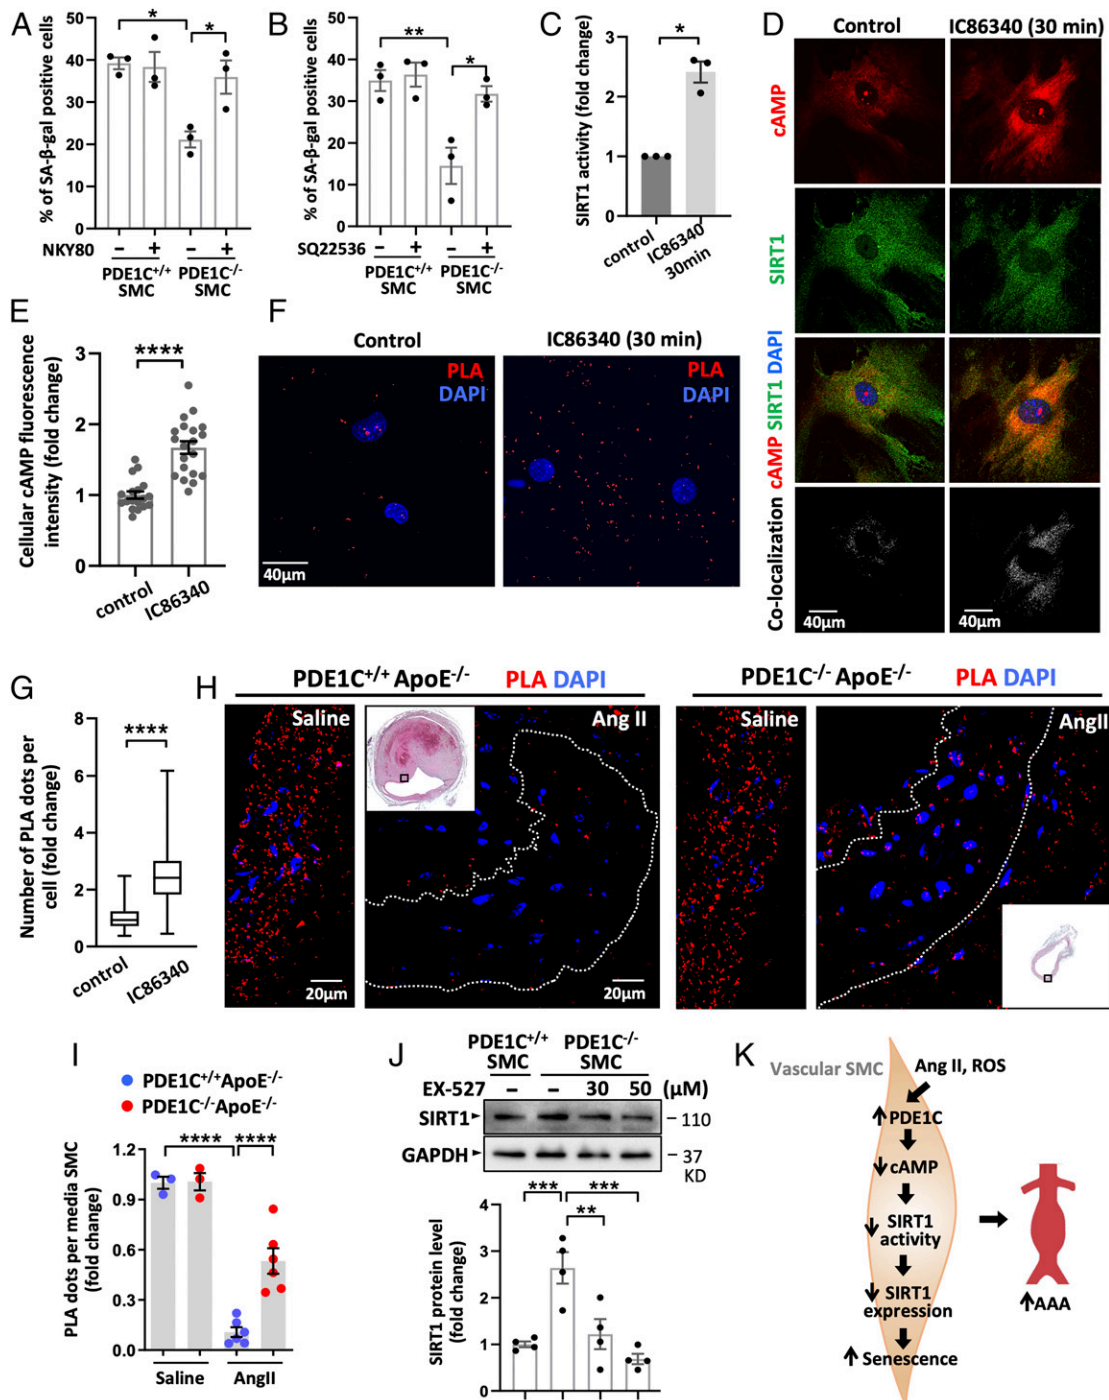 A
% of SA-β-gal positive cells
50
40
30
20
10
0
*
*
NKY80
– + – +
PDE1C+/+ SMC
PDE1C-/- SMC
B
% of SA-β-gal positive cells
50
40
30
20
10
0
**
*
SQ22536
– + – +
PDE1C+/+ SMC
PDE1C-/- SMC
C
SIRT1 activity (fold change)
3
2
1
0
*
control
IC86340
30min
D
Control
IC86340 (30 min)
cAMP
SIRT1
cAMP SIRT1 DAPI
Co-localization
40μm
40μm
E
Cellular cAMP fluorescence
intensity (fold change)
3
2
1
0
****
control
IC86340
F
Control
IC86340 (30 min)
PLA
DAPI
PLA
DAPI
40μm
G
Number of PLA dots per
cell (fold change)
8
6
4
2
0
****
control
IC86340
H
PDE1C+/+ ApoE-/- PLA DAPI
PDE1C-/- ApoE-/- PLA DAPI
Saline
Ang II
Saline
AngII
20μm
20μm
I
PDE1C+/+ApoE-/-
PDE1C-/-ApoE-/-
PLA dots per media SMC
(fold change)
1.2
0.9
0.6
0.3
0.0
****
****
Saline
AngII
J
PDE1C+/+
SMC
PDE1C-/-
SMC
EX-527 – – 30 50 (μM)
SIRT1
110
GAPDH
37
KD
SIRT1 protein level
(fold change)
4
3
2
1
0
***
***
**
K
Vascular SMC
Ang II, ROS
↑ PDE1C
↓ cAMP
↓ SIRT1
activity
↓ SIRT1
expression
↑ Senescence
↑AAA